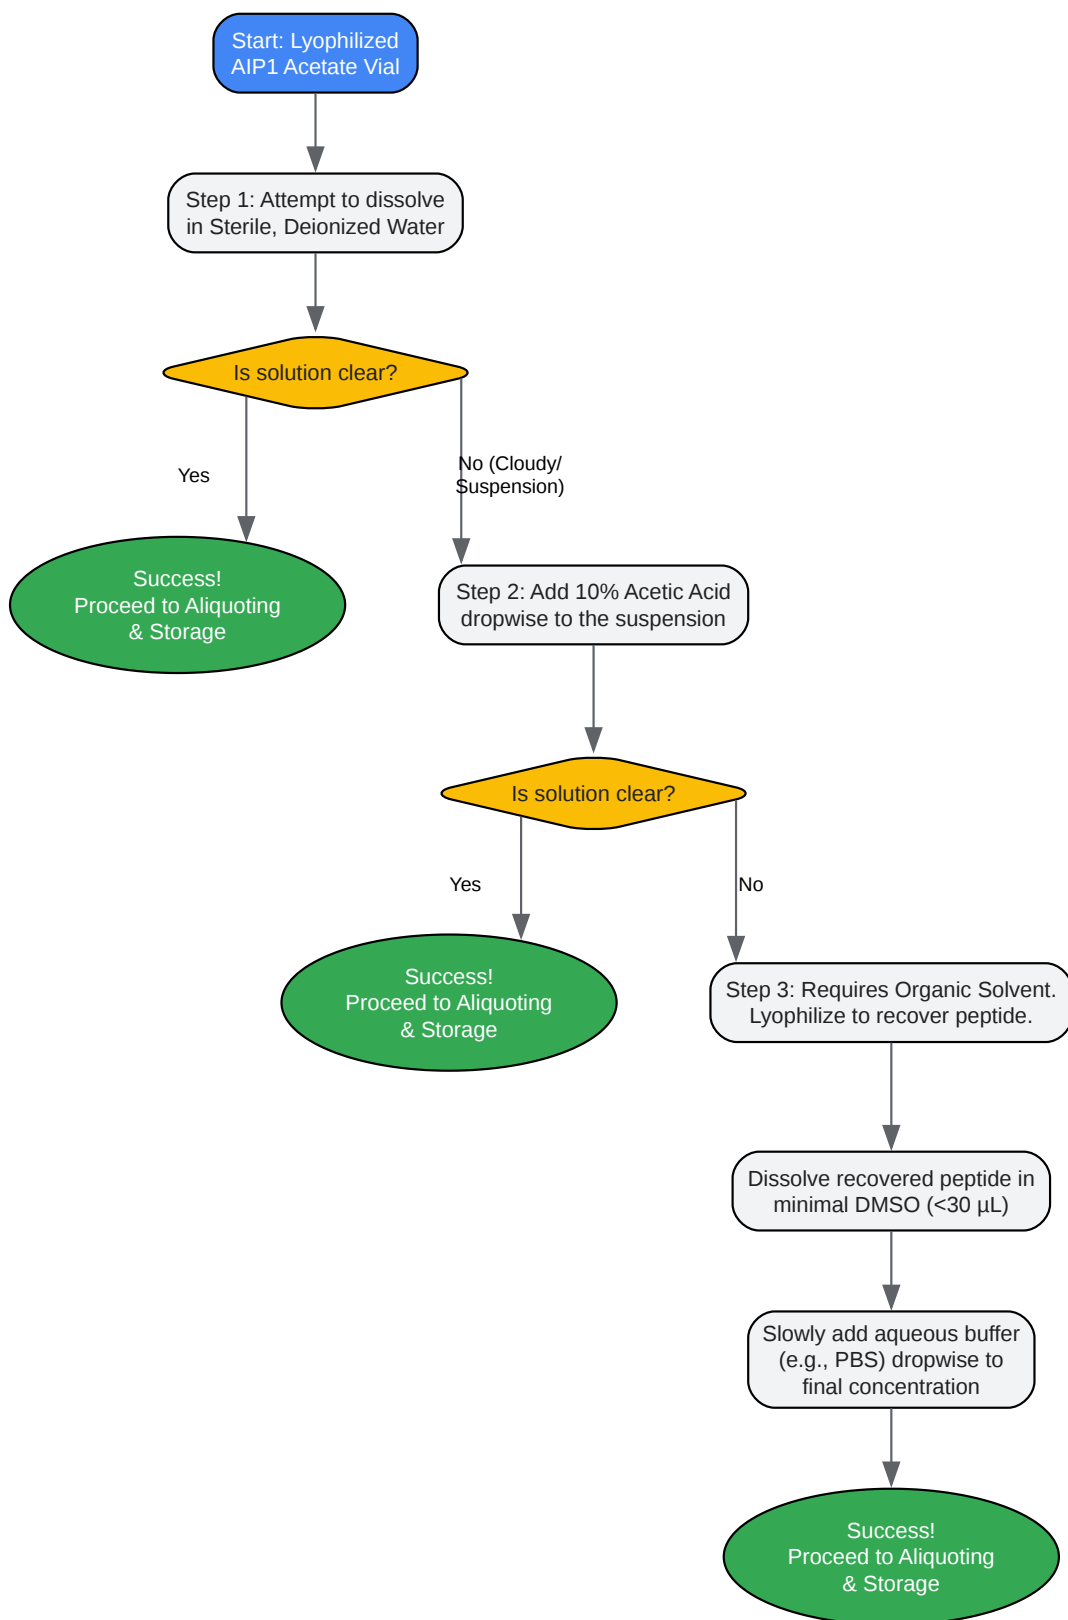 Start: Lyophilized
AIP1 Acetate Vial
Step 1: Attempt to dissolve
in Sterile, Deionized Water
Is solution clear?
Yes
No (Cloudy/
Suspension)
Success!
Proceed to Aliquoting
& Storage
Step 2: Add 10% Acetic Acid
dropwise to the suspension
Is solution clear?
Yes
No
Success!
Proceed to Aliquoting
& Storage
Step 3: Requires Organic Solvent.
Lyophilize to recover peptide.
Dissolve recovered peptide in
minimal DMSO (<30 µL)
Slowly add aqueous buffer
(e.g., PBS) dropwise to
final concentration
Success!
Proceed to Aliquoting
& Storage